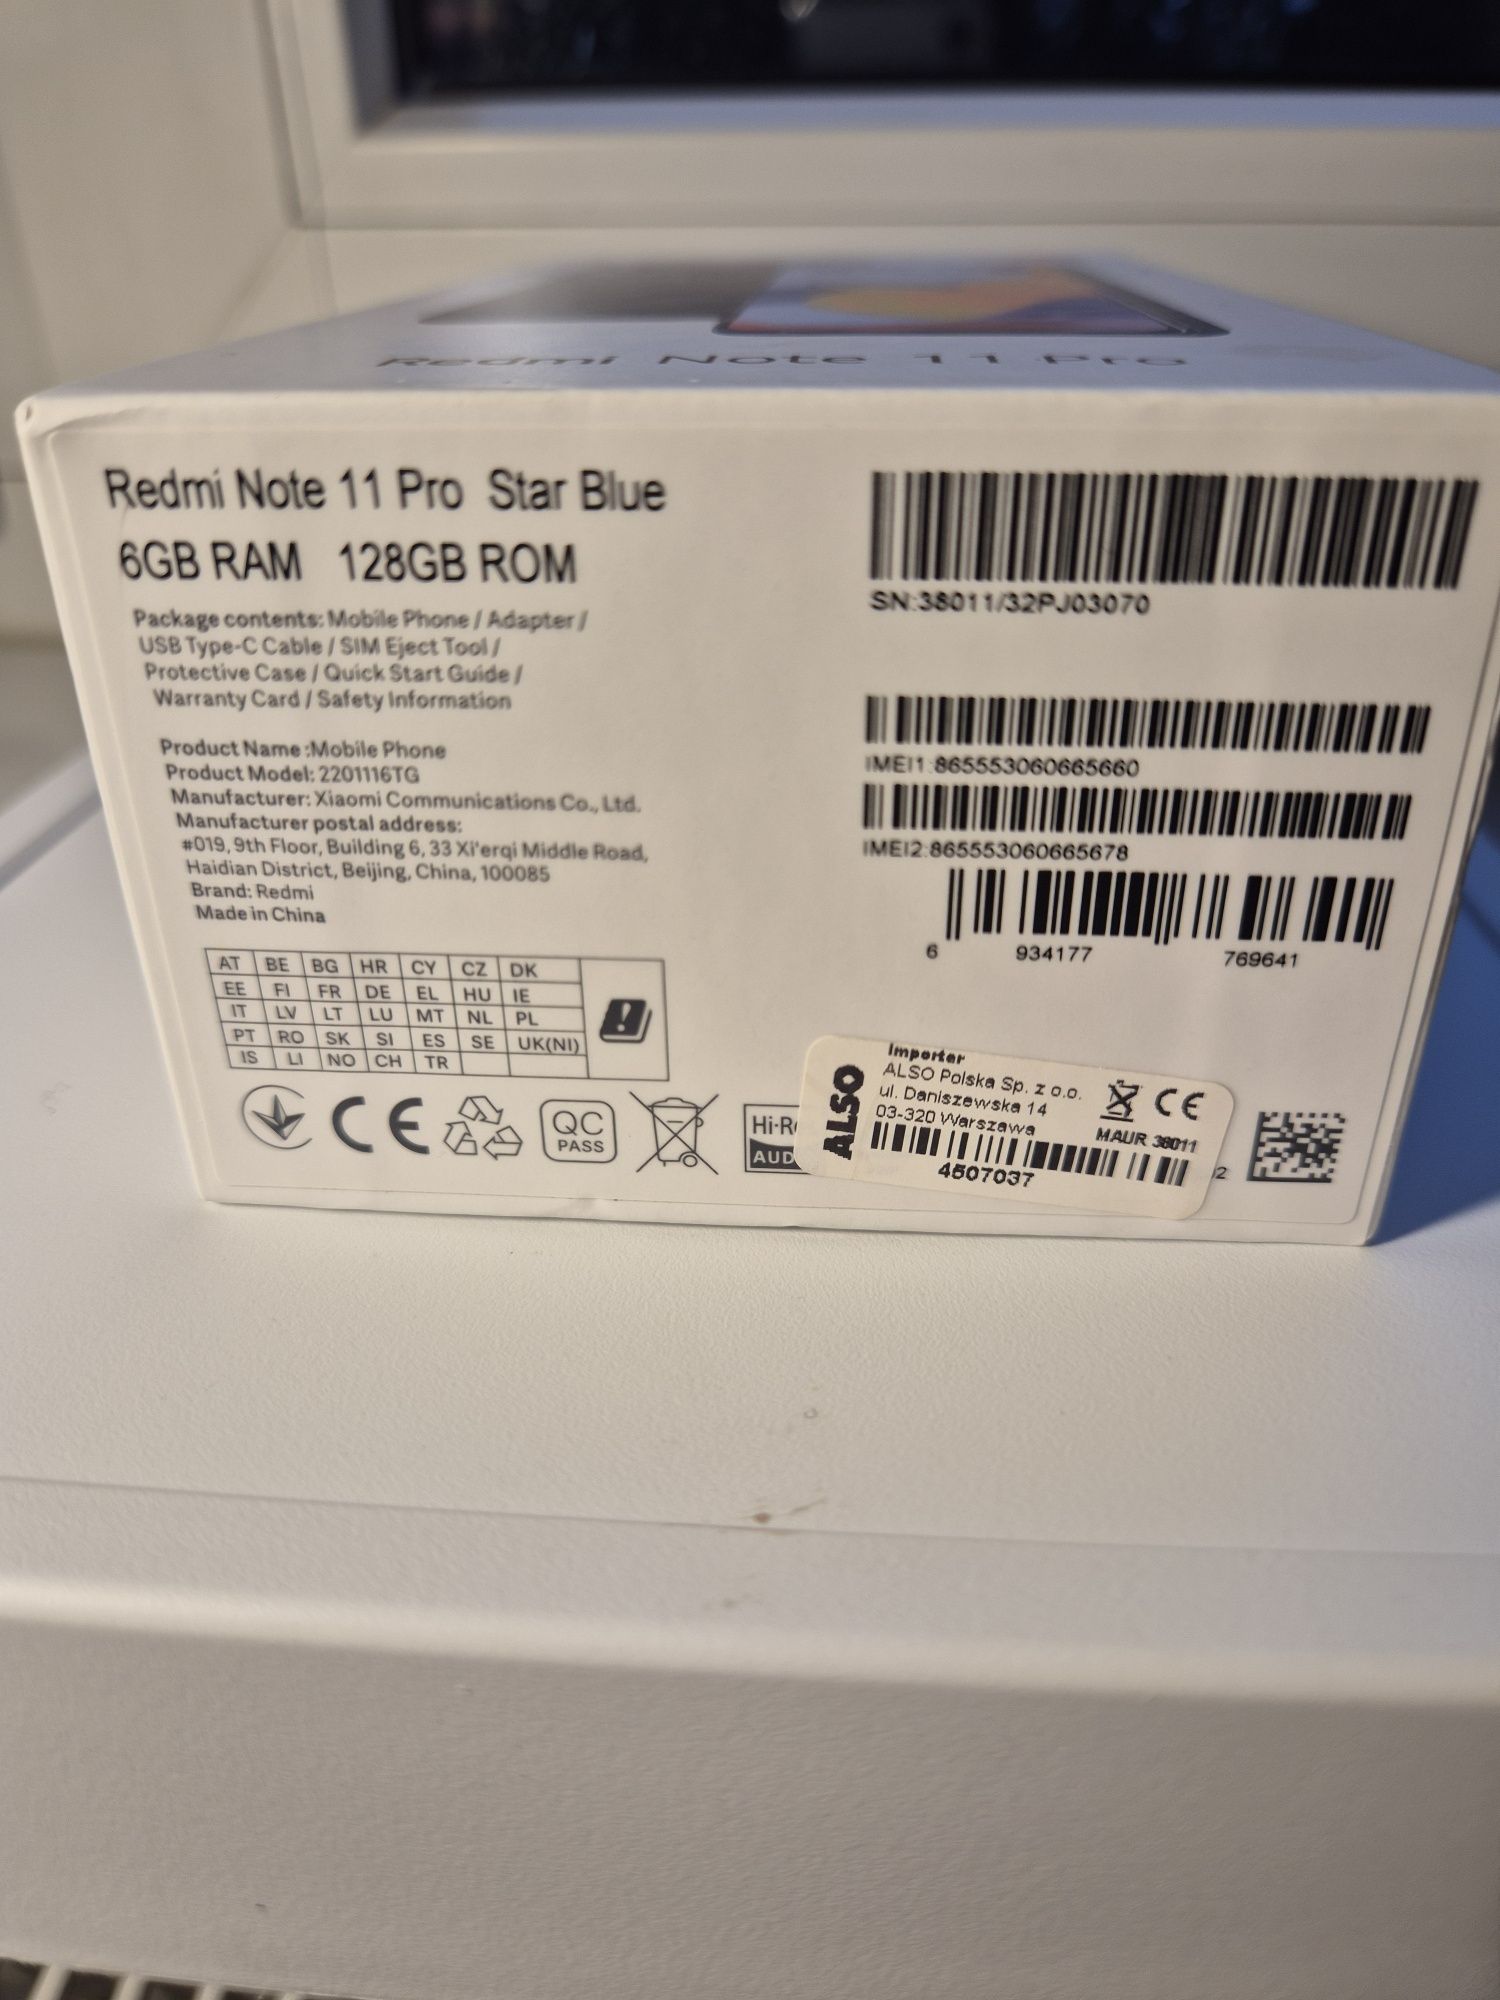 Redmi Note 11 Pro
Redmi Note 11 Pro Star Blue
6GB RAM 128GB ROM
Package contents: Mobile Phone / Adapter /
USB Type-C Cable / SIM Eject Tool /
Protective Case / Quick Start Guide /
Warranty Card / Safety Information
Product Name :Mobile Phone
Product Model: 2201116TG
Manufacturer: Xiaomi Communications Co., Ltd.
Manufacturer postal address:
#019, 9th Floor, Building 6, 33 Xi'erqi Middle Road,
Haidian District, Beijing, China, 100085
Brand: Redmi
Made in China
AT BE BG HR CY CZ DK
EE FI FR DE EL HU IE
IT LV LT LU MT NL PL
PT RO SK SI ES SE UK(NI)
IS LI NO CH TR
CE
QC
PASS
Hi-R
AUD
SN:38011/32PJ03070
IMEI1:865553060665660
IMEI2:865553060665678
6 934177 769641
ALSO
Importer
ALSO Polska Sp. z o.o.
ul. Daniszewska 14
03-320 Warszawa
CE
MAUR 38011
4507037